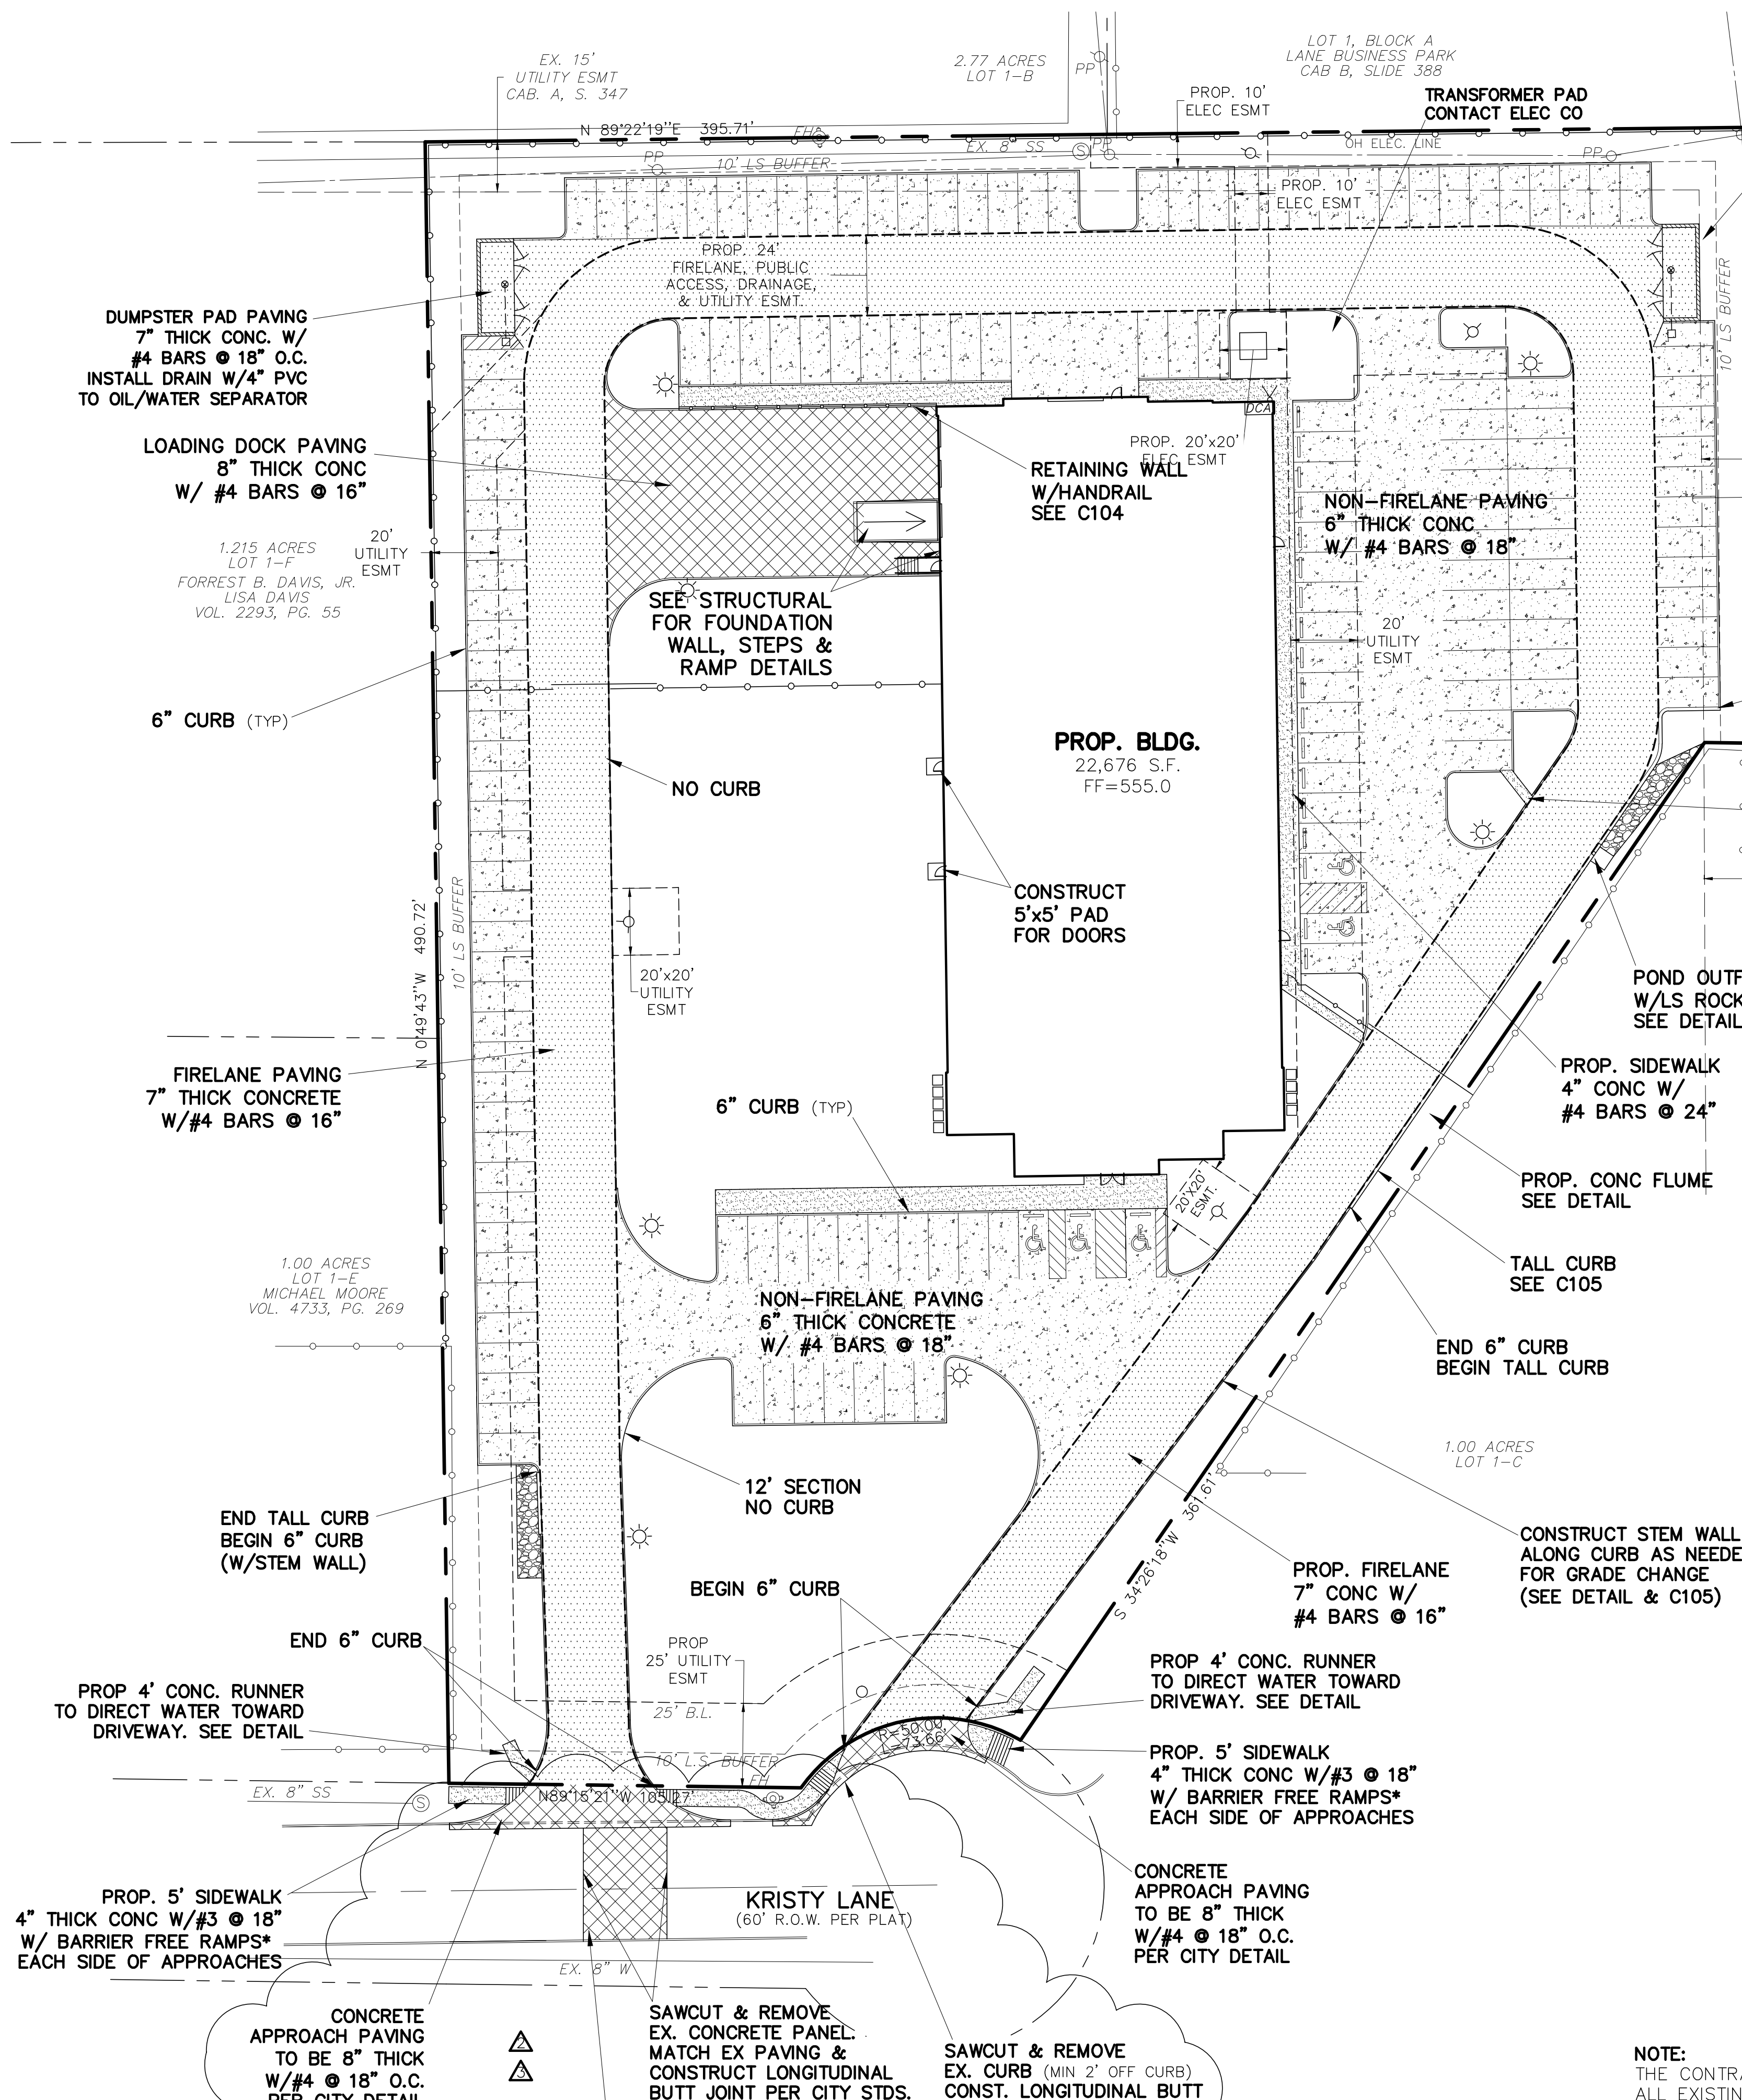 EX. 15'
UTILITY ESMT
CAB. A, S. 347
2.77 ACRES
LOT 1-B
PP
LOT 1, BLOCK A
LANE BUSINESS PARK
CAB B, SLIDE 388
PROP. 10'
ELEC ESMT
TRANSFORMER PAD
CONTACT ELEC CO
N 89°22'19"E 395.71'
FH
EX. 8" SS
S
PP
OH ELEC. LINE
PP
PP
10' LS BUFFER
PROP. 10'
ELEC ESMT
PROP. 24'
FIRELANE, PUBLIC
ACCESS, DRAINAGE,
& UTILITY ESMT.
10' LS BUFFER
DUMPSTER PAD PAVING
7" THICK CONC. W/
#4 BARS @ 18" O.C.
INSTALL DRAIN W/4" PVC
TO OIL/WATER SEPARATOR
DCA
PROP. 20'x20'
ELEC ESMT
LOADING DOCK PAVING
8" THICK CONC
W/ #4 BARS @ 16"
RETAINING WALL
W/HANDRAIL
SEE C104
NON-FIRELANE PAVING
6" THICK CONC
W/ #4 BARS @ 18"
1.215 ACRES
LOT 1-F
FORREST B. DAVIS, JR.
LISA DAVIS
VOL. 2293, PG. 55
20'
UTILITY
ESMT
SEE STRUCTURAL
FOR FOUNDATION
WALL, STEPS &
RAMP DETAILS
20'
UTILITY
ESMT
6" CURB (TYP)
NO CURB
PROP. BLDG.
22,676 S.F.
FF=555.0
CONSTRUCT
5'x5' PAD
FOR DOORS
N 0°49'43"W 490.72'
10' LS BUFFER
20'x20'
UTILITY
ESMT
POND OUTF
W/LS ROCK
SEE DETAIL
FIRELANE PAVING
7" THICK CONCRETE
W/#4 BARS @ 16"
PROP. SIDEWALK
4" CONC W/
#4 BARS @ 24"
6" CURB (TYP)
PROP. CONC FLUME
SEE DETAIL
20'X20'
ESMT.
TALL CURB
SEE C105
1.00 ACRES
LOT 1-E
MICHAEL MOORE
VOL. 4733, PG. 269
NON-FIRELANE PAVING
6" THICK CONCRETE
W/ #4 BARS @ 18"
END 6" CURB
BEGIN TALL CURB
1.00 ACRES
LOT 1-C
12' SECTION
NO CURB
S 34°26'18"W 361.61'
END TALL CURB
BEGIN 6" CURB
(W/STEM WALL)
CONSTRUCT STEM WALL
ALONG CURB AS NEEDE
FOR GRADE CHANGE
(SEE DETAIL & C105)
PROP. FIRELANE
7" CONC W/
#4 BARS @ 16"
BEGIN 6" CURB
END 6" CURB
PROP
25' UTILITY
ESMT
25' B.L.
PROP 4' CONC. RUNNER
TO DIRECT WATER TOWARD
DRIVEWAY. SEE DETAIL
PROP 4' CONC. RUNNER
TO DIRECT WATER TOWARD
DRIVEWAY. SEE DETAIL
R=50.00,
L=73.66'
10' L.S. BUFFER
FH
PROP. 5' SIDEWALK
4" THICK CONC W/#3 @ 18"
W/ BARRIER FREE RAMPS*
EACH SIDE OF APPROACHES
EX. 8" SS
S
N89°15'21"W 105.27'
PROP. 5' SIDEWALK
4" THICK CONC W/#3 @ 18"
W/ BARRIER FREE RAMPS*
EACH SIDE OF APPROACHES
KRISTY LANE
(60' R.O.W. PER PLAT)
CONCRETE
APPROACH PAVING
TO BE 8" THICK
W/#4 @ 18" O.C.
PER CITY DETAIL
EX. 8" W
CONCRETE
APPROACH PAVING
TO BE 8" THICK
W/#4 @ 18" O.C.
PER CITY DETAIL
2
3
SAWCUT & REMOVE
EX. CONCRETE PANEL.
MATCH EX PAVING &
CONSTRUCT LONGITUDINAL
BUTT JOINT PER CITY STDS.
SAWCUT & REMOVE
EX. CURB (MIN 2' OFF CURB)
CONST. LONGITUDINAL BUTT
NOTE:
THE CONTRA
ALL EXISTIN